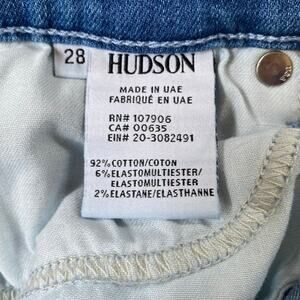 28
HUDSON
MADE IN UAE
FABRIQUÉ EN UAE
RN# 107906
CA# 00635
EIN# 20-3082491
92% COTTON/COTON
6% ELASTOMULTIESTER/
ELASTOMULTIESTER
2% ELASTANE/ELASTHANNE